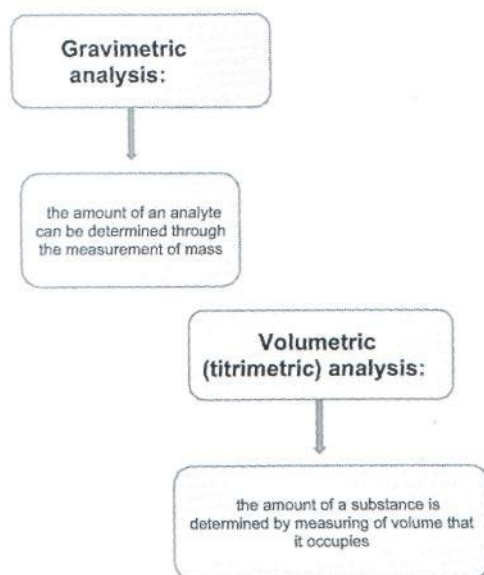 Gravimetric
analysis:
the amount of an analyte
can be determined through
the measurement of mass
Volumetric
(titrimetric) analysis:
the amount of a substance is
determined by measuring of volume that
it occupies